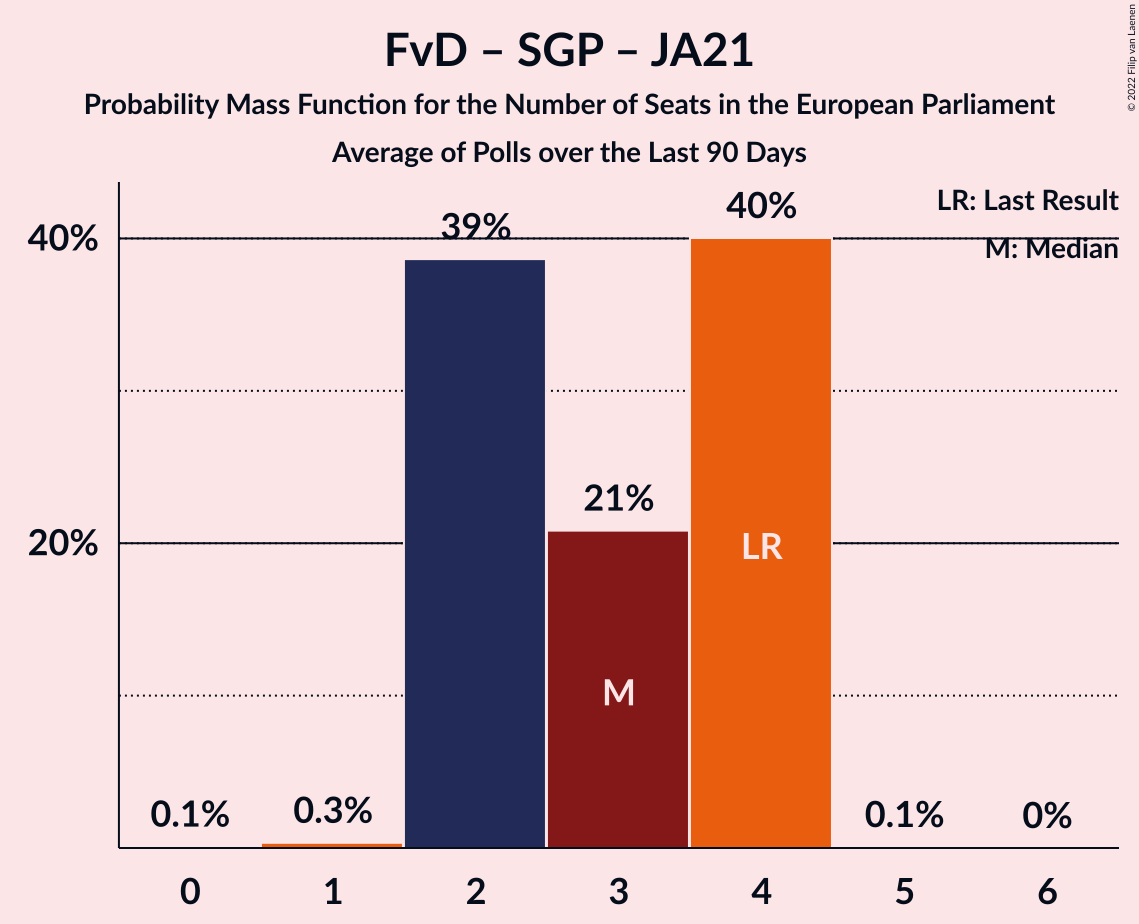 FvD – SGP – JA21
Probability Mass Function for the Number of Seats in the European Parliament
Average of Polls over the Last 90 Days
© 2022 Filip van Laenen
LR: Last Result
M: Median
40%
20%
0.1%
0.3%
39%
21%
40%
0.1%
0%
M
LR
0 1 2 3 4 5 6